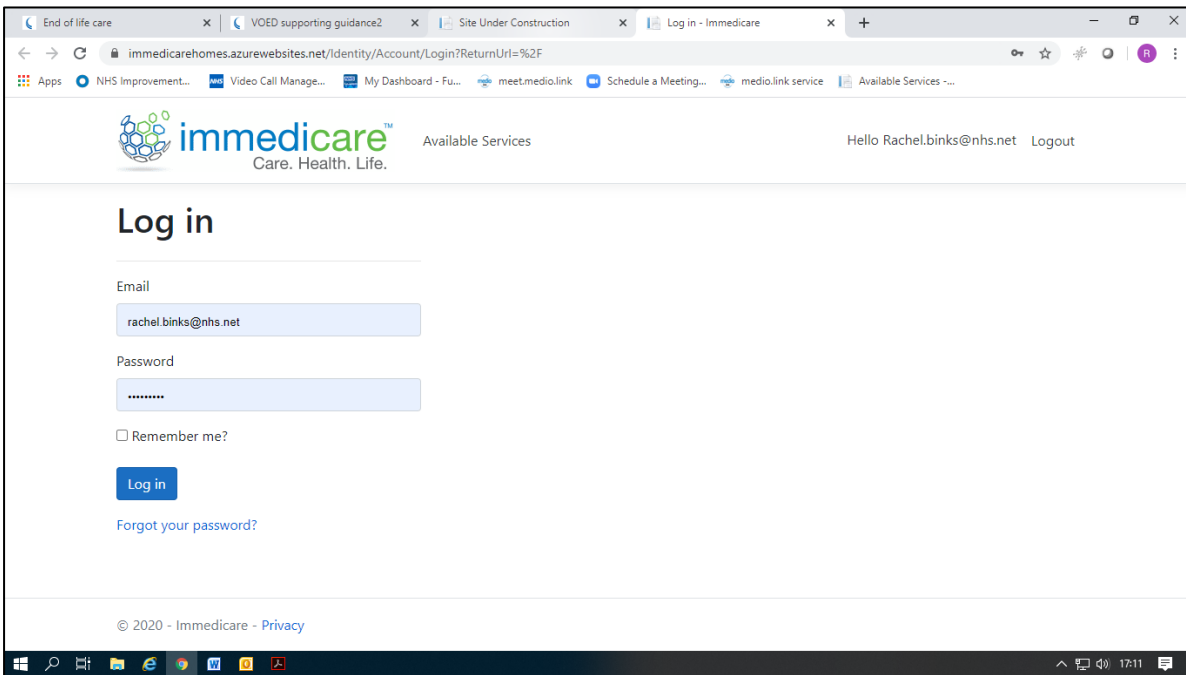 End of life care
VOED supporting guidance2
Site Under Construction
Log in - Immedicare
immedicarehomes.azurewebsites.net/Identity/Account/Login?ReturnUrl=%2F
R
Apps
NHS Improvement...
Video Call Manage...
My Dashboard - Fu...
meet.medio.link
Schedule a Meeting...
medio.link service
Available Services -...
immedicare™
Care. Health. Life.
Available Services
Hello Rachel.binks@nhs.net
Logout
Log in
Email
rachel.binks@nhs.net
Password
•••••••••
Remember me?
Log in
Forgot your password?
© 2020 - Immedicare - Privacy
17:11